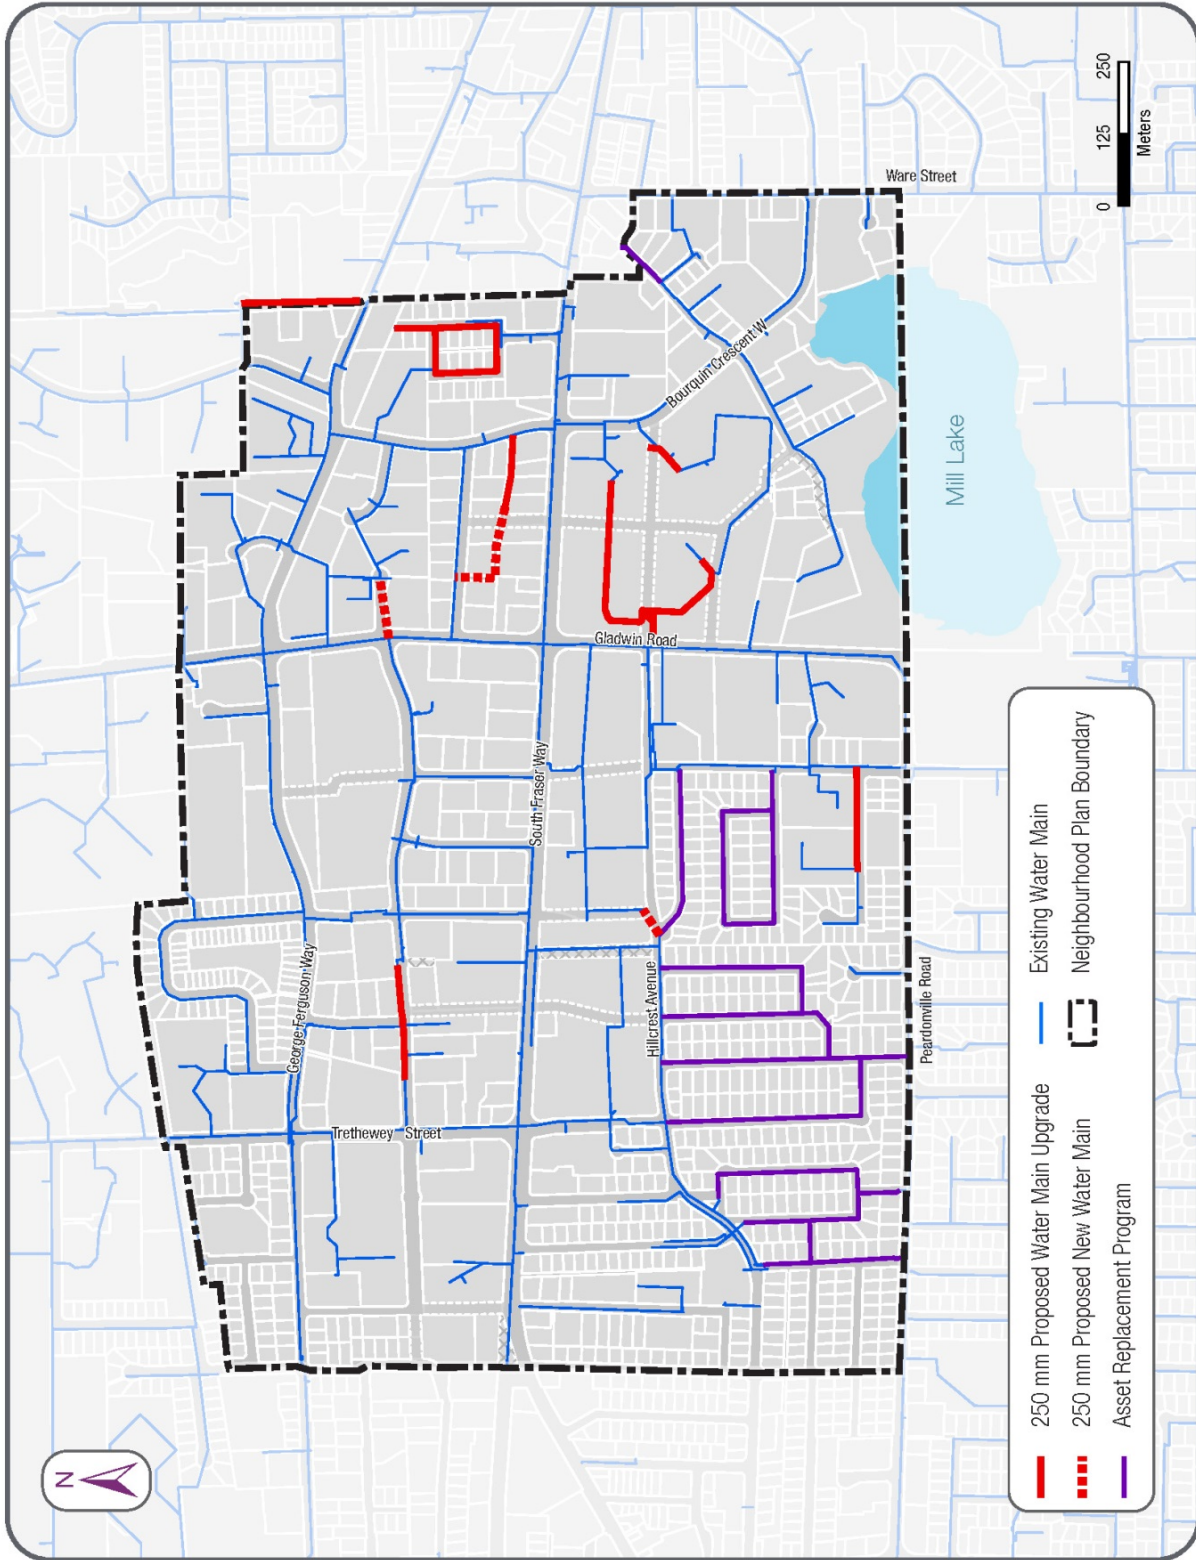 N
George Ferguson Way
Trethewey Street
South Fraser Way
Gladwin Road
Hillcrest Avenue
Bourquin Crescent W
Ware Street
Peardonville Road
Mill Lake
250 mm Proposed Water Main Upgrade
250 mm Proposed New Water Main
Asset Replacement Program
Existing Water Main
Neighbourhood Plan Boundary
0 125 250
Meters